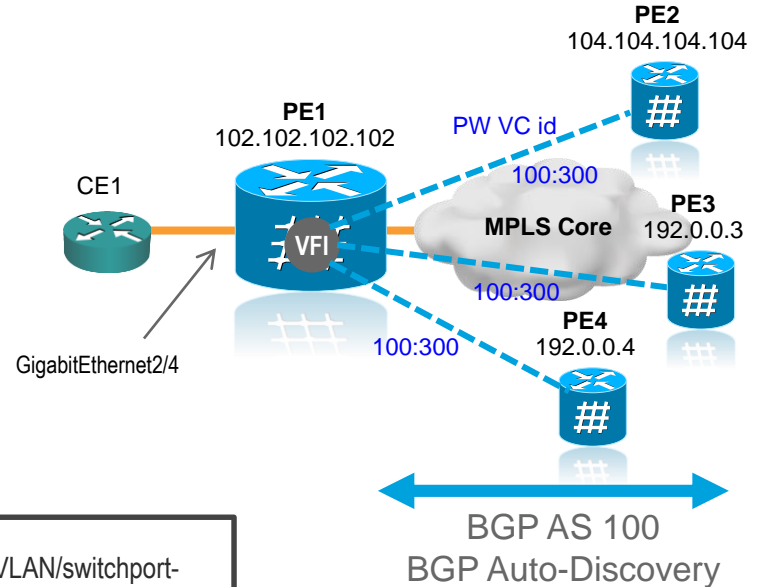 PE2
104.104.104.104
PE1
102.102.102.102
PW VC id
100:300
CE1
VFI
MPLS Core
PE3
192.0.0.3
100:300
PE4
192.0.0.4
100:300
GigabitEthernet2/4
BGP AS 100
BGP Auto-Discovery
VLAN/switchport-